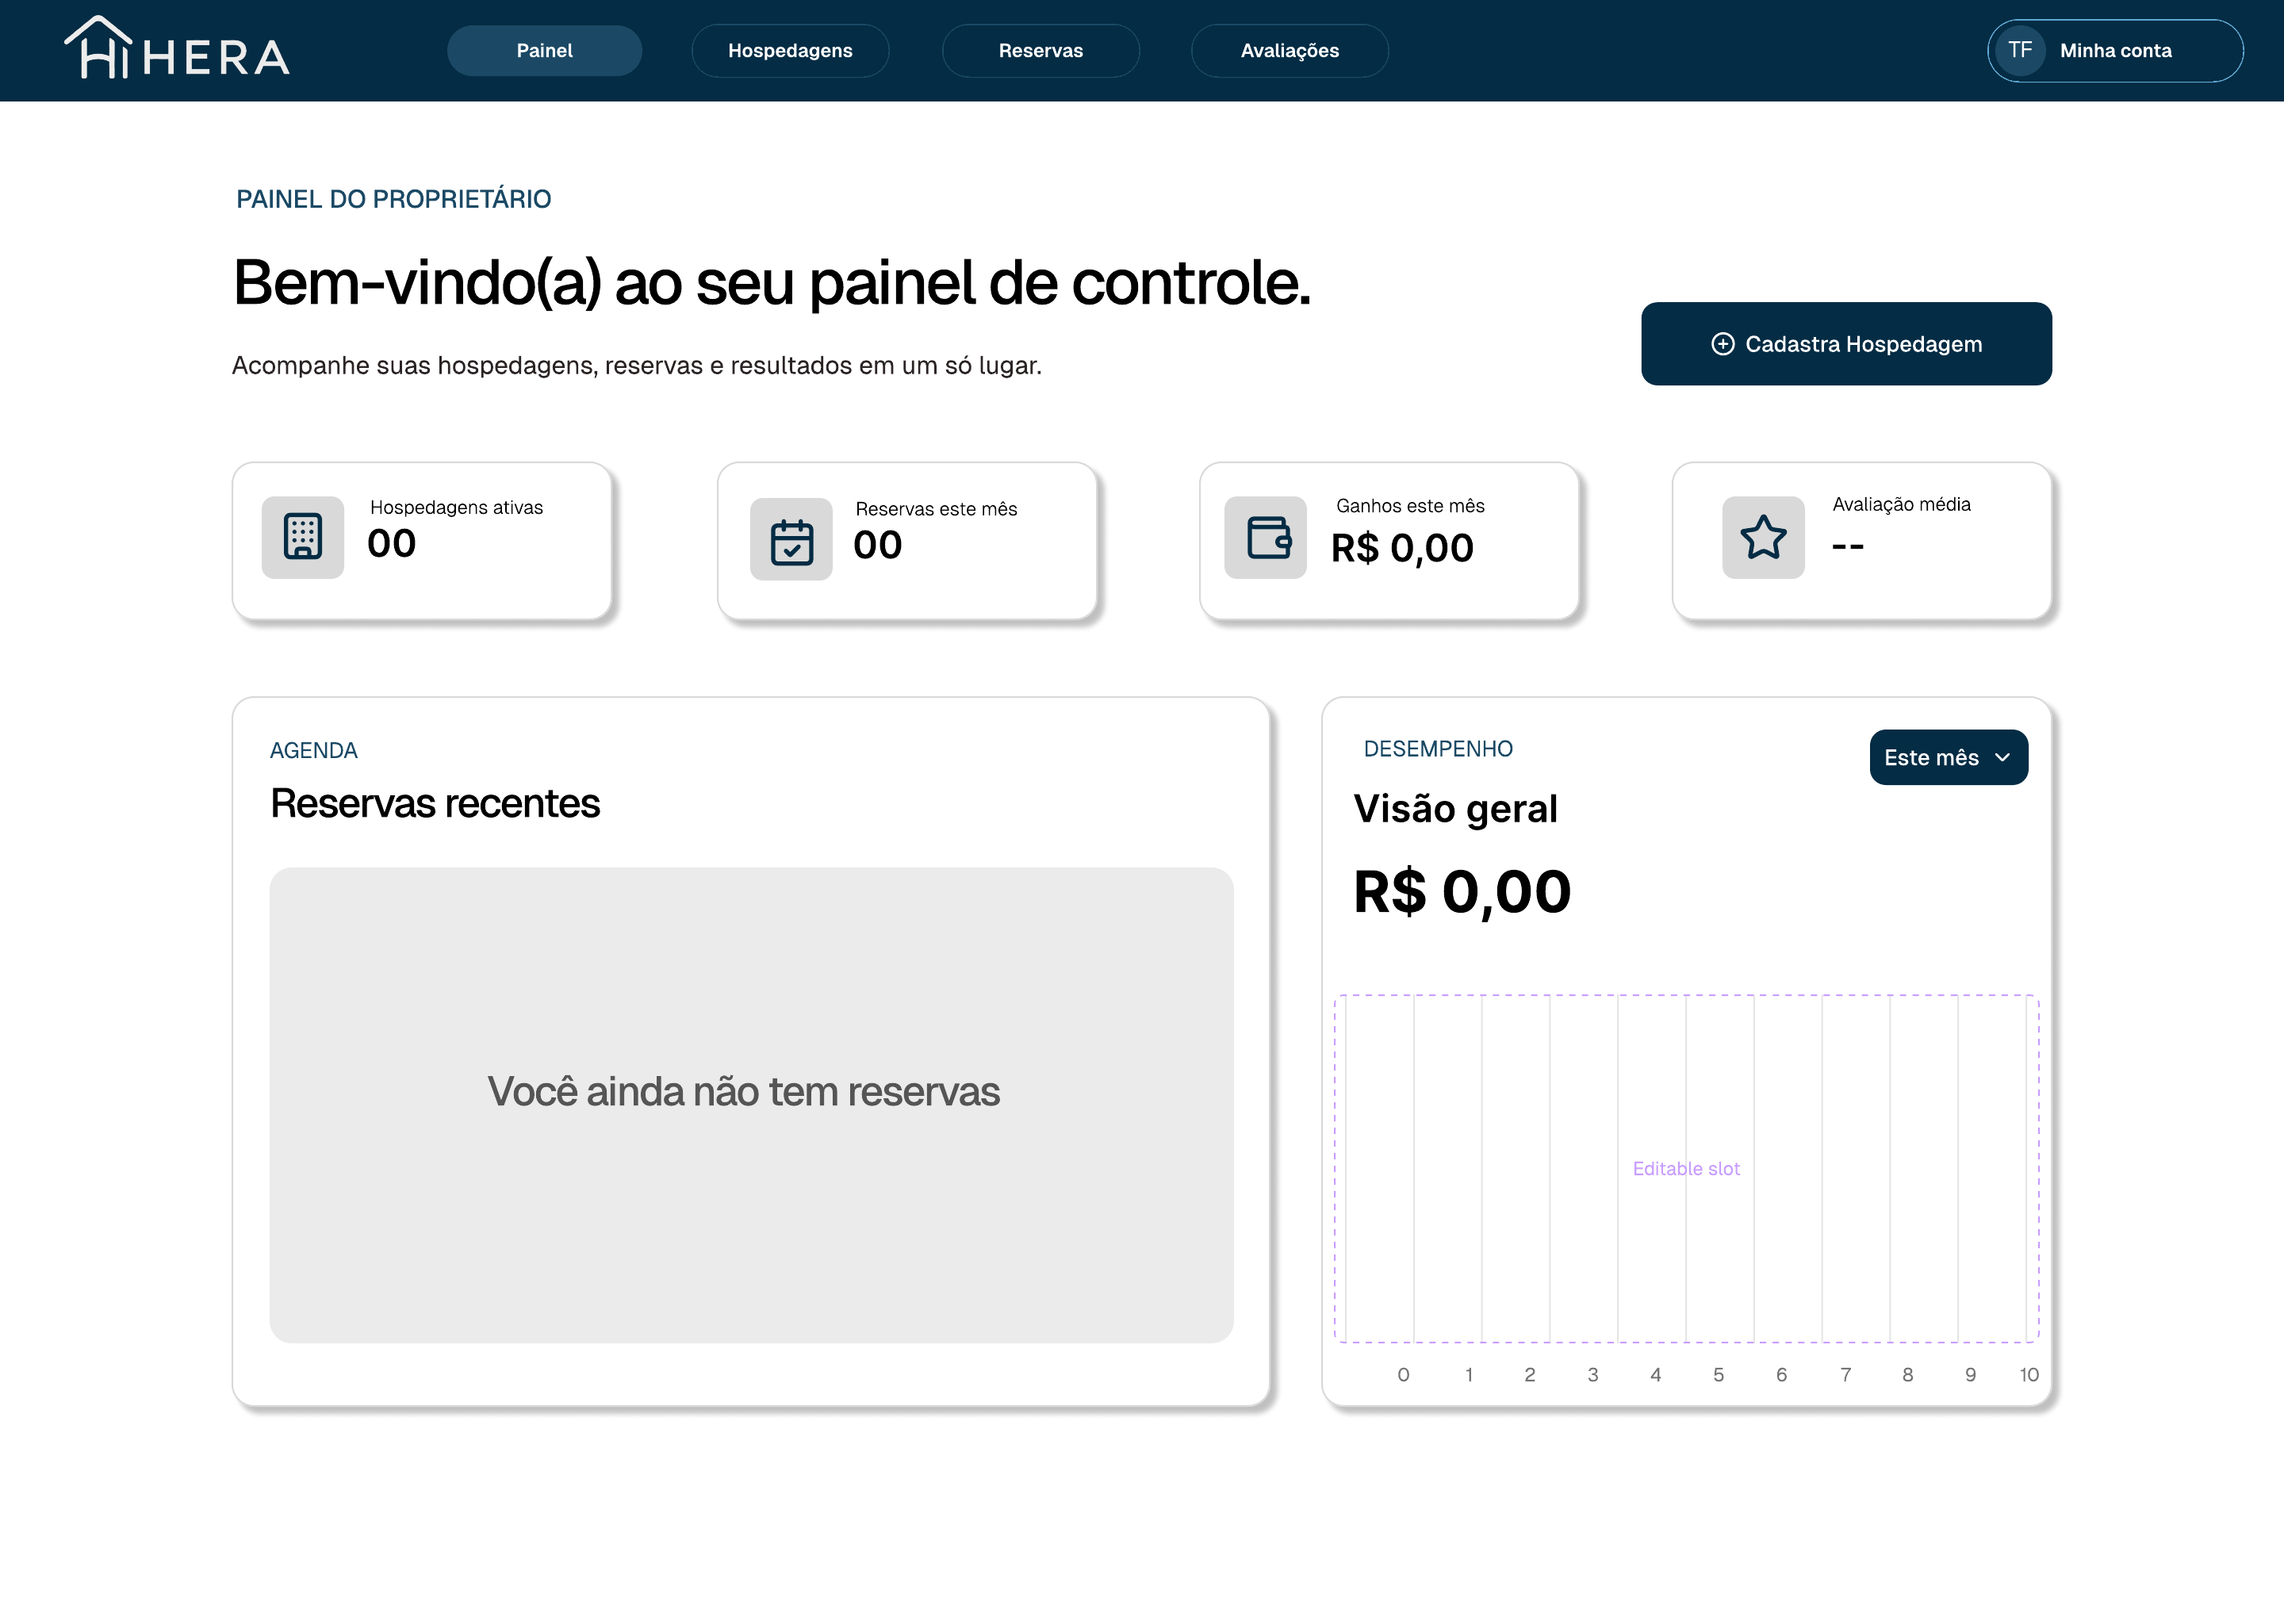 HERA
Painel
Hospedagens
Reservas
Avaliações
TF
Minha conta
PAINEL DO PROPRIETÁRIO
Bem-vindo(a) ao seu painel de controle.
Acompanhe suas hospedagens, reservas e resultados em um só lugar.
Cadastra Hospedagem
Hospedagens ativas
00
Reservas este mês
00
Ganhos este mês
R$ 0,00
Avaliação média
--
AGENDA
Reservas recentes
Você ainda não tem reservas
DESEMPENHO
Este mês
Visão geral
R$ 0,00
Editable slot
0 1 2 3 4 5 6 7 8 9 10